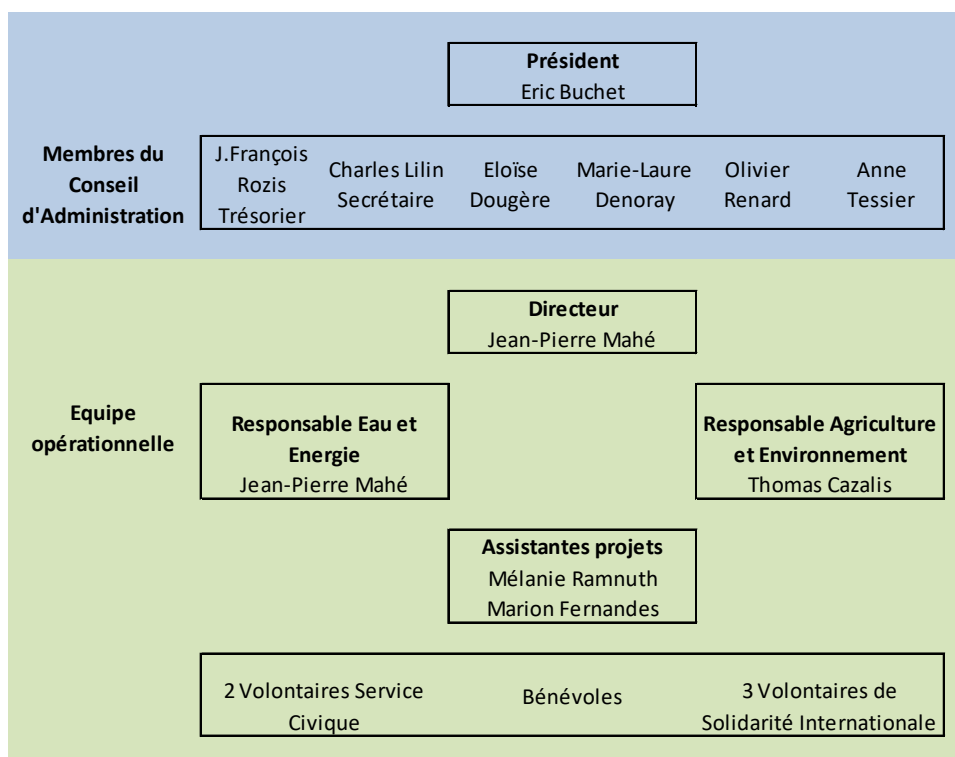 Président
Eric Buchet
Membres du
Conseil
d'Administration
J.François
Rozis
Trésorier
Charles Lilin
Secrétaire
Eloïse
Dougère
Marie-Laure
Denoray
Olivier
Renard
Anne
Tessier
Directeur
Jean-Pierre Mahé
Equipe
opérationnelle
Responsable Eau et
Energie
Jean-Pierre Mahé
Responsable Agriculture
et Environnement
Thomas Cazalis
Assistantes projets
Mélanie Ramnuth
Marion Fernandes
2 Volontaires Service
Civique
Bénévoles
3 Volontaires de
Solidarité Internationale